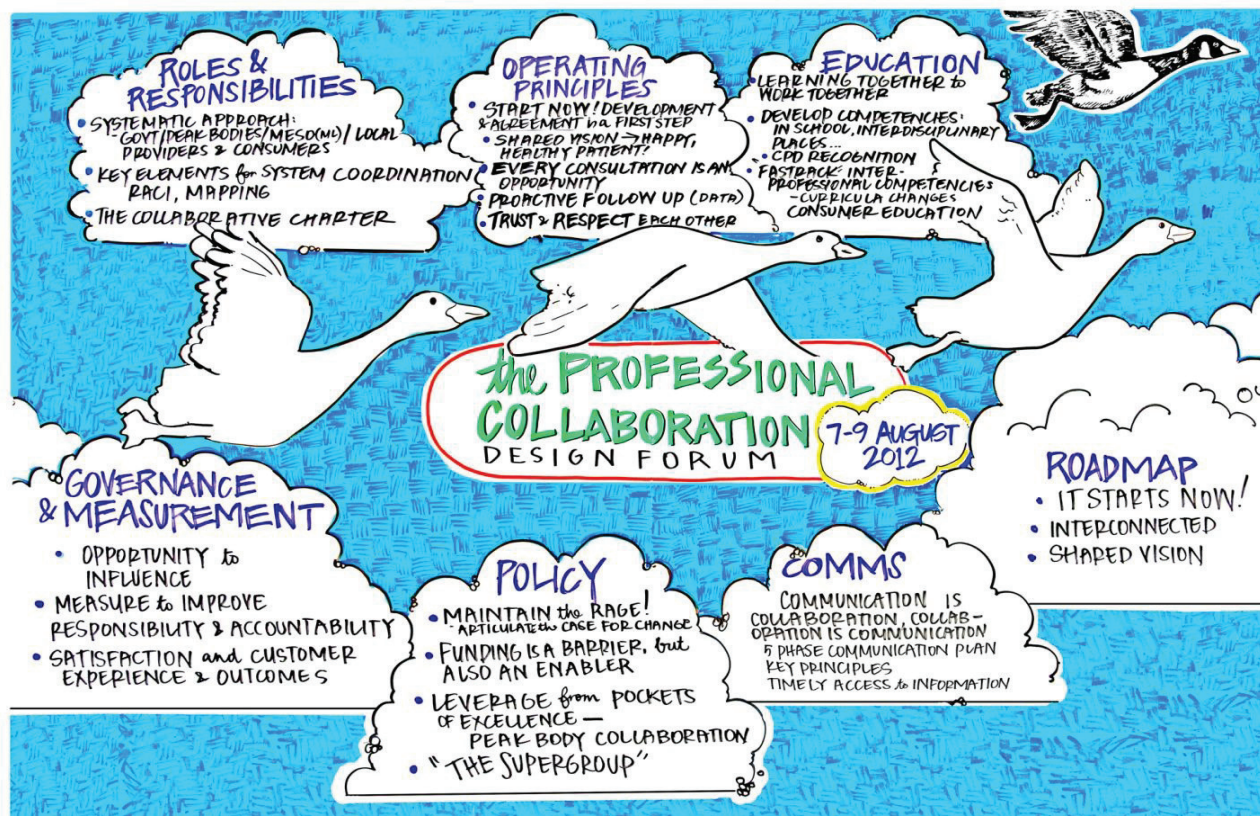 ROLES &
RESPONSIBILITIES
• SYSTEMATIC APPROACH:
GOVT/PEAK BODIES/MESO(ML)/LOCAL
PROVIDERS & CONSUMERS
• KEY ELEMENTS for SYSTEM COORDINATION
RACI, MAPPING
• THE COLLABORATIVE CHARTER
OPERATING
PRINCIPLES
• START NOW! DEVELOPMENT
& AGREEMENT is a FIRST STEP
• SHARED VISION → HAPPY,
HEALTHY PATIENT!
• EVERY CONSULTATION IS AN
OPPORTUNITY
• PROACTIVE FOLLOW UP (DATA)
• TRUST & RESPECT EACH OTHER
EDUCATION
• LEARNING TOGETHER to
WORK TOGETHER
• DEVELOP COMPETENCIES:
IN SCHOOL, INTERDISCIPLINARY
PLACES...
• CPD RECOGNITION
• FASTRACK INTER-
PROFESSIONAL COMPETENCIES
- CURRICULA CHANGES
CONSUMER EDUCATION
the PROFESSIONAL
COLLABORATION
DESIGN FORUM
7-9 AUGUST
2012
GOVERNANCE
& MEASUREMENT
• OPPORTUNITY to
INFLUENCE
• MEASURE to IMPROVE
RESPONSIBILITY & ACCOUNTABILITY
• SATISFACTION and CUSTOMER
EXPERIENCE & OUTCOMES
POLICY
• MAINTAIN the RAGE!
- ARTICULATE the CASE FOR CHANGE
• FUNDING IS A BARRIER, but
ALSO AN ENABLER
• LEVERAGE from POCKETS
OF EXCELLENCE —
PEAK BODY COLLABORATION
• "THE SUPERGROUP"
COMMS
COMMUNICATION IS
COLLABORATION, COLLAB-
ORATION IS COMMUNICATION
5 PHASE COMMUNICATION PLAN
KEY PRINCIPLES
TIMELY ACCESS to INFORMATION
ROADMAP
• IT STARTS NOW!
• INTERCONNECTED
• SHARED VISION